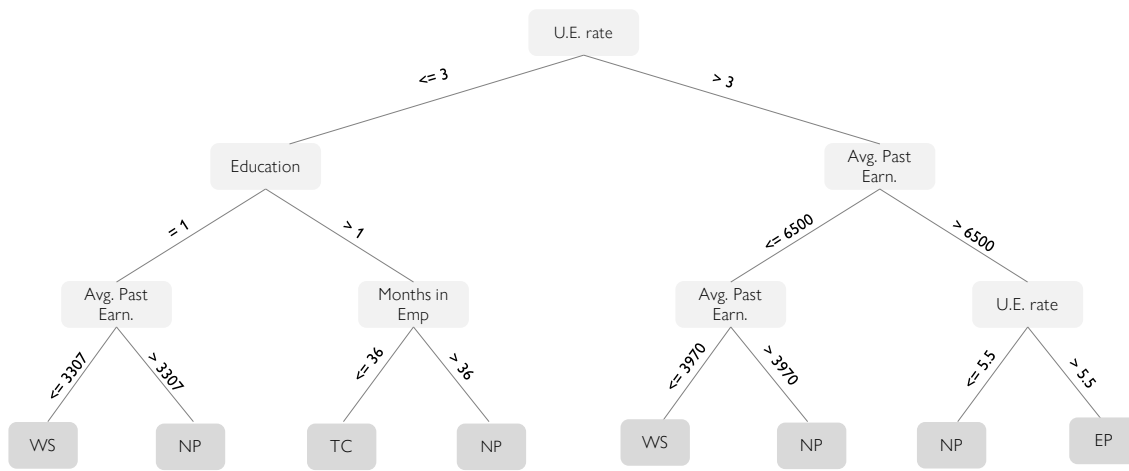 U.E. rate
<= 3
> 3
Education
Avg. Past
Earn.
= 1
> 1
<= 6500
> 6500
Avg. Past
Earn.
Months in
Emp
Avg. Past
Earn.
U.E. rate
<= 3307
> 3307
<= 36
> 36
<= 3970
> 3970
<= 5.5
> 5.5
WS
NP
TC
NP
WS
NP
NP
EP